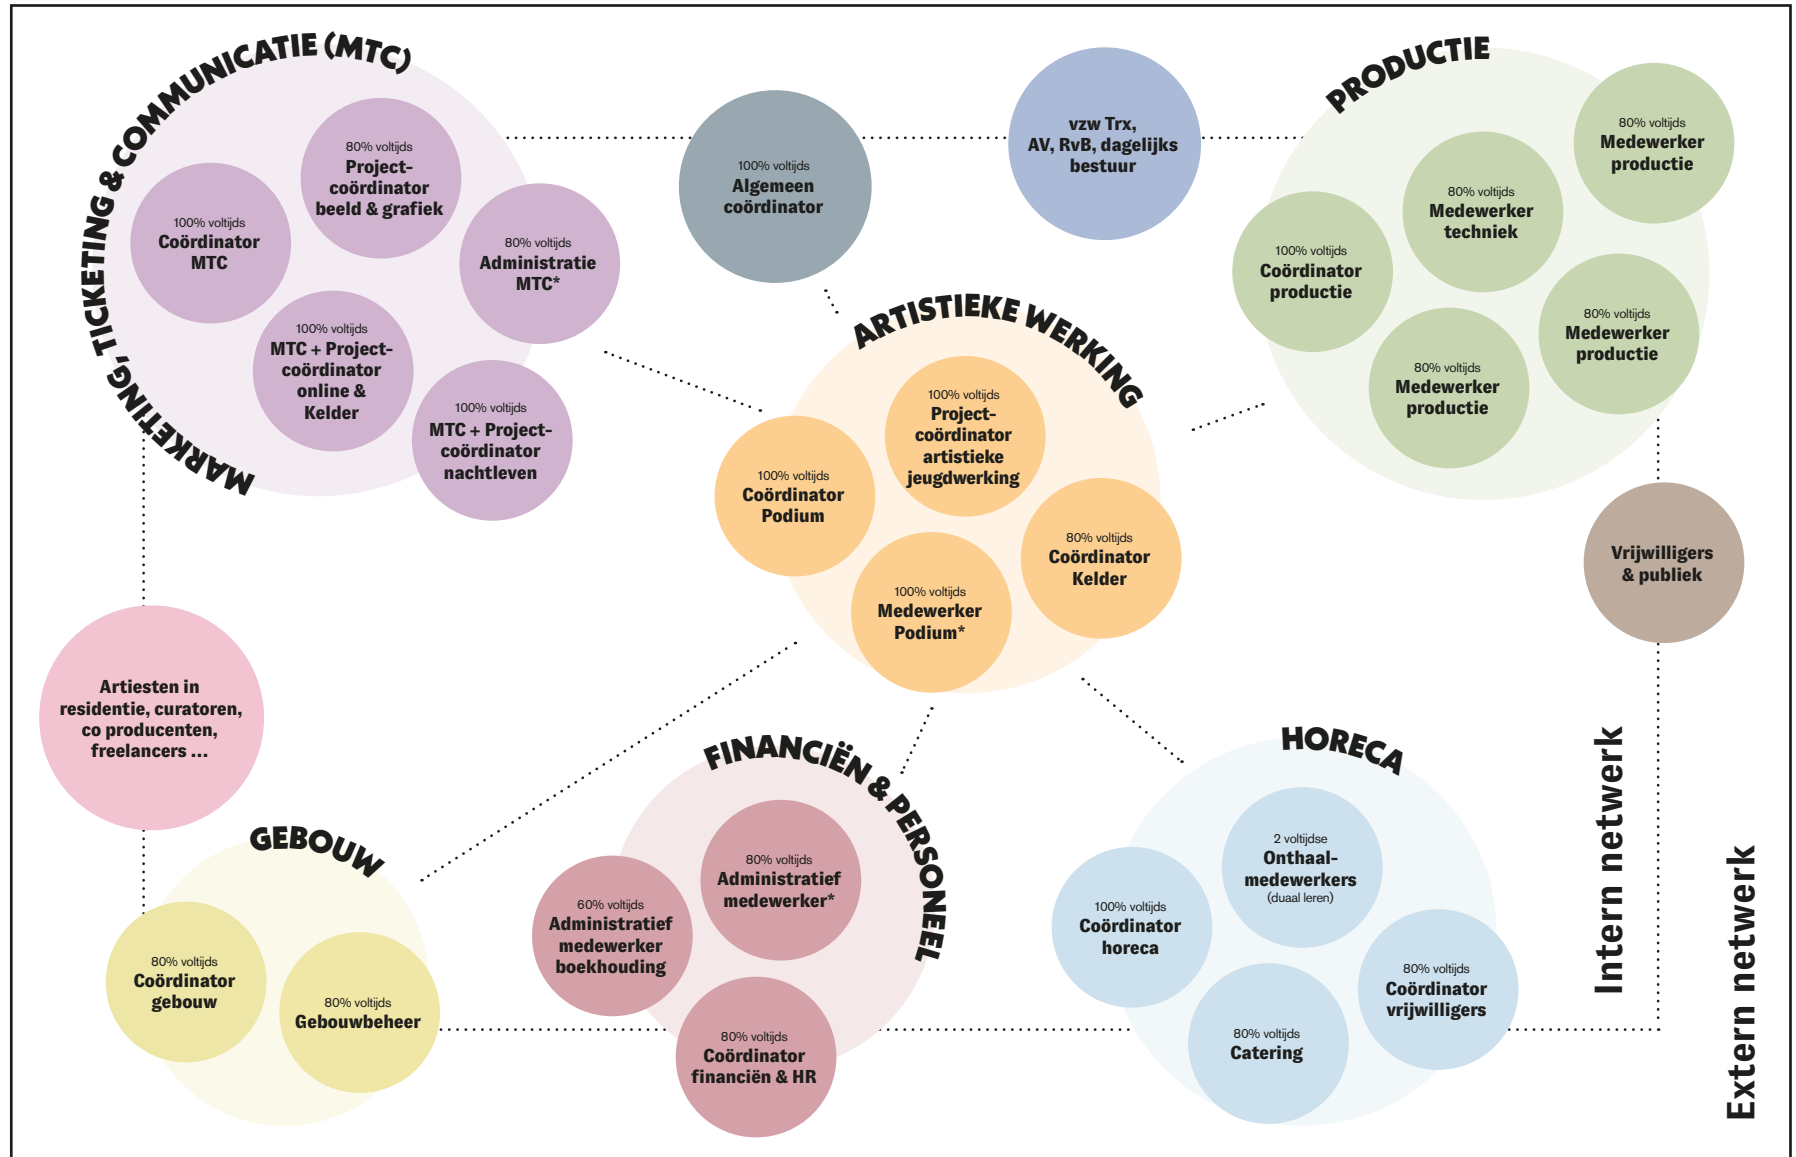 MARKETING, TICKETING & COMMUNICATIE (MTC)
80% voltijds
Project-
coördinator
beeld & grafiek
100% voltijds
Coördinator
MTC
80% voltijds
Administratie
MTC*
100% voltijds
MTC + Project-
coördinator
online &
Kelder
100% voltijds
MTC + Project-
coördinator
nachtleven
100% voltijds
Algemeen
coördinator
vzw Trx,
AV, RvB, dagelijks
bestuur
PRODUCTIE
80% voltijds
Medewerker
productie
80% voltijds
Medewerker
techniek
100% voltijds
Coördinator
productie
80% voltijds
Medewerker
productie
80% voltijds
Medewerker
productie
ARTISTIEKE WERKING
100% voltijds
Project-
coördinator
artistieke
jeugdwerking
100% voltijds
Coördinator
Podium
80% voltijds
Coördinator
Kelder
100% voltijds
Medewerker
Podium*
Vrijwilligers
& publiek
Artiesten in
residentie, curatoren,
co producenten,
freelancers ...
GEBOUW
80% voltijds
Coördinator
gebouw
80% voltijds
Gebouwbeheer
FINANCIËN & PERSONEEL
80% voltijds
Administratief
medewerker*
60% voltijds
Administratief
medewerker
boekhouding
80% voltijds
Coördinator
financiën & HR
HORECA
2 voltijdse
Onthaal-
medewerkers
(duaal leren)
100% voltijds
Coördinator
horeca
80% voltijds
Coördinator
vrijwilligers
80% voltijds
Catering
Intern netwerk
Extern netwerk